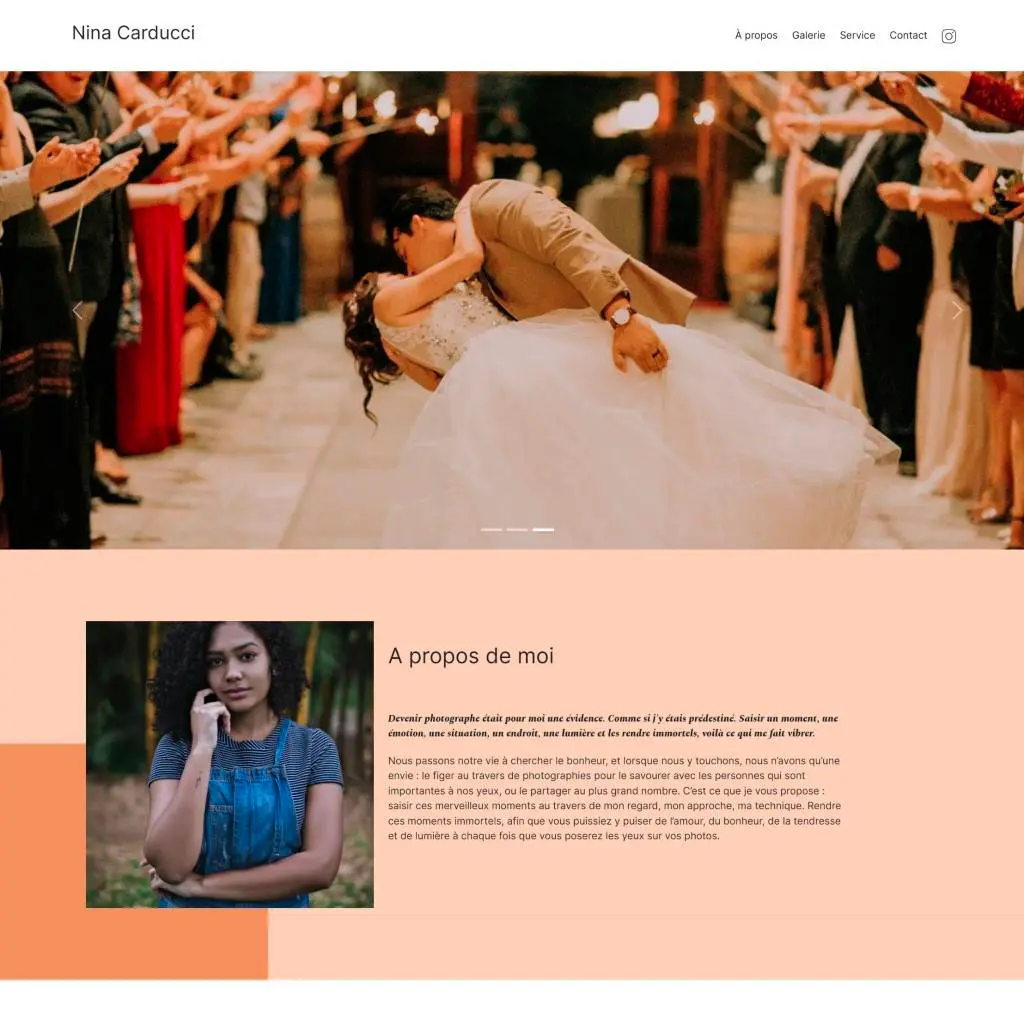 Nina Carducci
À propos Galerie Service Contact
A propos de moi
Devenir photographe était pour moi une évidence. Comme si j'y étais prédestiné. Saisir un moment, une
émotion, une situation, un endroit, une lumière et les rendre immortels, voilà ce qui me fait vibrer.
Nous passons notre vie à chercher le bonheur, et lorsque nous y touchons, nous n'avons qu'une
envie : le figer au travers de photographies pour le savourer avec les personnes qui sont
importantes à nos yeux, ou le partager au plus grand nombre. C'est ce que je vous propose :
saisir ces merveilleux moments au travers de mon regard, mon approche, ma technique. Rendre
ces moments immortels, afin que vous puissiez y puiser de l'amour, du bonheur, de la tendresse
et de lumière à chaque fois que vous poserez les yeux sur vos photos.